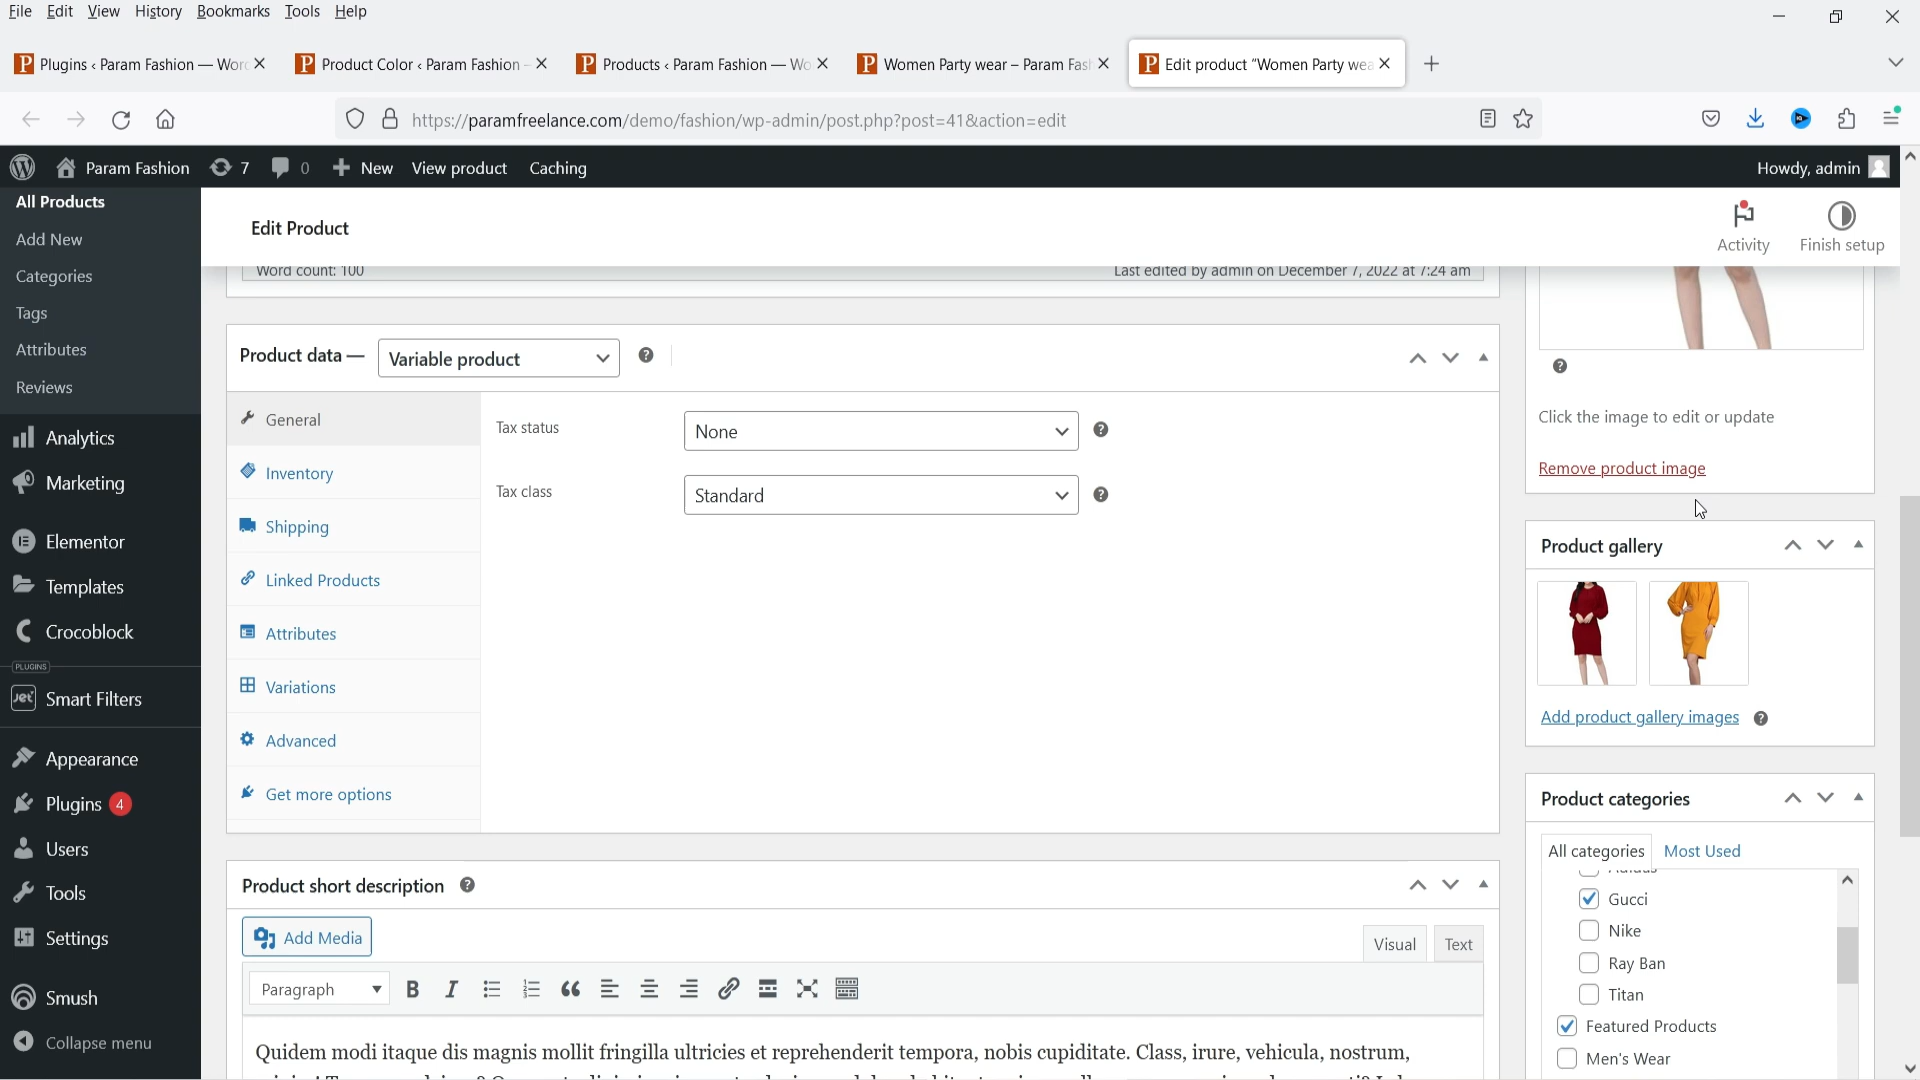 File Edit View History Bookmarks Tools Help
Plugins ‹ Param Fashion — Wor
Product Color ‹ Param Fashion -
Products ‹ Param Fashion — Wo
Women Party wear – Param Fas
Edit product “Women Party wea
https://paramfreelance.com/demo/fashion/wp-admin/post.php?post=41&action=edit
Param Fashion 7 0 New View product Caching Howdy, admin
All Products
Add New
Categories
Tags
Attributes
Reviews
Analytics
Marketing
Elementor
Templates
Crocoblock
PLUGINS
Jet Smart Filters
Appearance
Plugins 4
Users
Tools
Settings
Smush
Collapse menu
Edit Product
Activity
Finish setup
Word count: 100 Last edited by admin on December 7, 2022 at 7:24 am
Product data — Variable product
General
Inventory
Shipping
Linked Products
Attributes
Variations
Advanced
Get more options
Tax status None
Tax class Standard
Product short description
Add Media
Visual Text
Paragraph B I
Quidem modi itaque dis magnis mollit fringilla ultricies et reprehenderit tempora, nobis cupiditate. Class, irure, vehicula, nostrum,
Click the image to edit or update
Remove product image
Product gallery
Add product gallery images
Product categories
All categories Most Used
Gucci
Nike
Ray Ban
Titan
Featured Products
Men's Wear